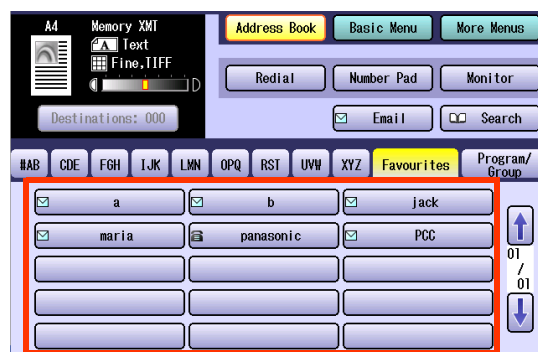 A4 Memory XMT Address Book Basic Menu More Menus
A Text
Fine,TIFF
D Redial Number Pad Monitor
Destinations: 000 Email Search
#AB CDE FGH IJK LMN OPQ RST UVW XYZ Favourites Program/
Group
a b jack
maria panasonic PCC
01
/
01